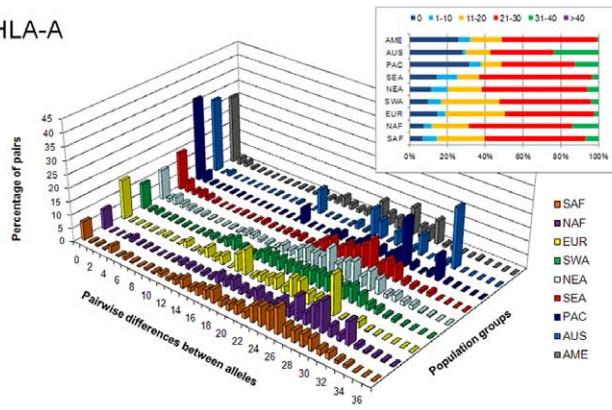 HLA-A
0 1-10 11-20 21-30 31-40 >40
AME
AUS
PAC
SEA
NEA
SWA
EUR
NAF
SAF
0% 20% 40% 60% 80% 100%
Percentage of pairs
45
40
35
30
25
20
15
10
5
0
0 2 4 6 8 10 12 14 16 18 20 22 24 26 28 30 32 34 36
Pairwise differences between alleles
Population groups
SAF
NAF
EUR
SWA
NEA
SEA
PAC
AUS
AME